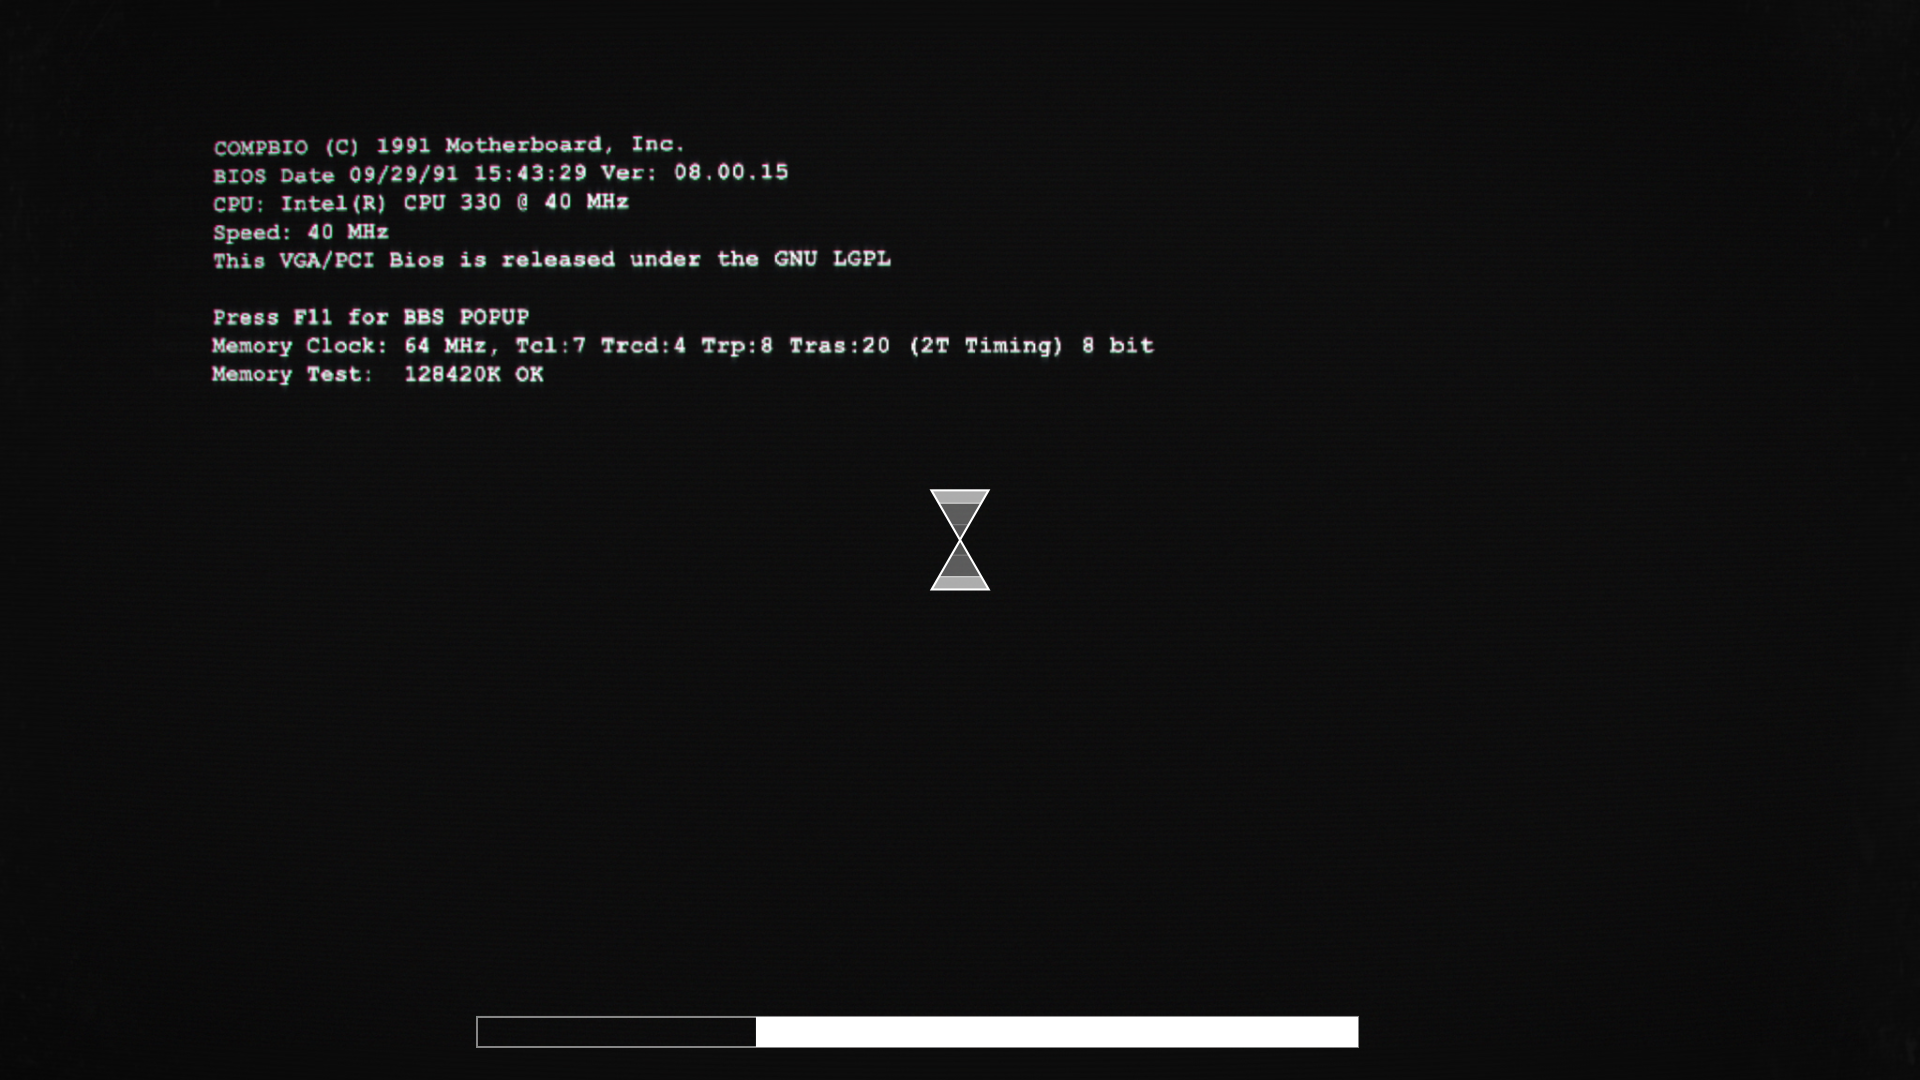 COMPBIO (C) 1991 Motherboard, Inc.
BIOS Date 09/29/91 15:43:29 Ver: 08.00.15
CPU: Intel(R) CPU 330 @ 40 MHz
Speed: 40 MHz
This VGA/PCI Bios is released under the GNU LGPL
Press F11 for BBS POPUP
Memory Clock: 64 MHz, Tcl:7 Trcd:4 Trp:8 Tras:20 (2T Timing) 8 bit
Memory Test:  128420K OK